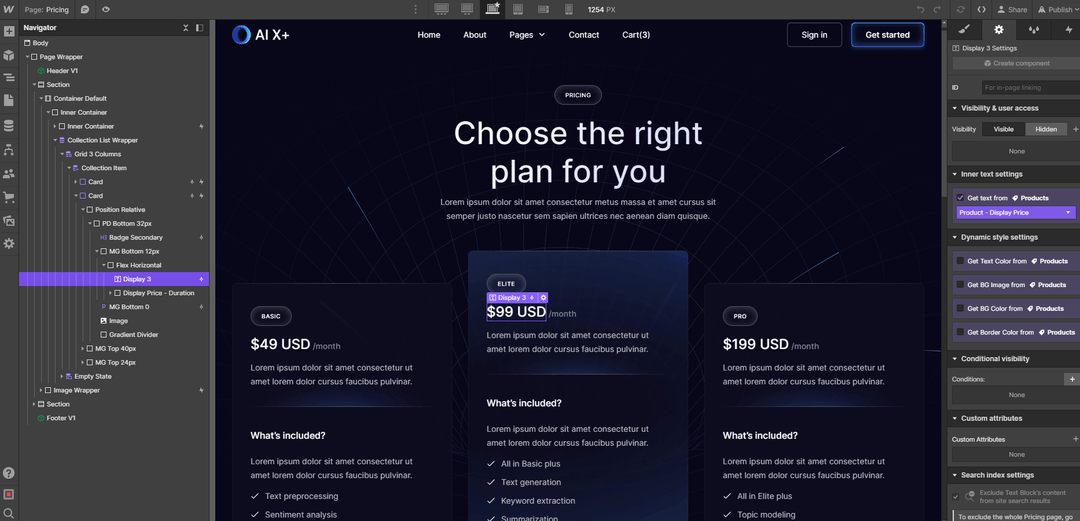 Page: Pricing
1254 PX
Share
Publish
Navigator
Body
Page Wrapper
Header V1
Section
Container Default
Inner Container
Inner Container
Collection List Wrapper
Grid 3 Columns
Collection Item
Card
Card
Position Relative
PD Bottom 32px
H3 Badge Secondary
MG Bottom 12px
Flex Horizontal
Display 3
Display Price - Duration
P MG Bottom 0
Image
Gradient Divider
MG Top 40px
MG Top 24px
Empty State
Image Wrapper
Section
Footer V1
AI X+
Home
About
Pages
Contact
Cart(3)
Sign in
Get started
PRICING
Choose the right
plan for you
Lorem ipsum dolor sit amet consectetur metus massa et amet consectur sit
semper justo nascetur sem sapien ultrices nec aenean diam quisque.
BASIC
$49 USD /month
Lorem ipsum dolor sit amet consectetur ut
amet lorem dolor cursus faucibus pulvinar.
What's included?
Lorem ipsum dolor sit amet consectetur ut
amet lorem dolor cursus faucibus pulvinar.
Text preprocessing
Sentiment analysis
ELITE
Display 3
$99 USD /month
Lorem ipsum dolor sit amet consectetur ut
amet lorem dolor cursus faucibus pulvinar.
What's included?
Lorem ipsum dolor sit amet consectetur ut
amet lorem dolor cursus faucibus pulvinar.
All in Basic plus
Text generation
Keyword extraction
Summarization
PRO
$199 USD /month
Lorem ipsum dolor sit amet consectetur ut
amet lorem dolor cursus faucibus pulvinar.
What's included?
Lorem ipsum dolor sit amet consectetur ut
amet lorem dolor cursus faucibus pulvinar.
All in Elite plus
Topic modeling
Display 3 Settings
Create component
ID
For in-page linking
Visibility & user access
Visibility
Visible
Hidden
None
Inner text settings
Get text from Products
Product - Display Price
Dynamic style settings
Get Text Color from Products
Get BG Image from Products
Get BG Color from Products
Get Border Color from Products
Conditional visibility
Conditions:
None
Custom attributes
Custom Attributes
None
Search index settings
Exclude Text Block's content
from site search results
To exclude the whole Pricing page, go